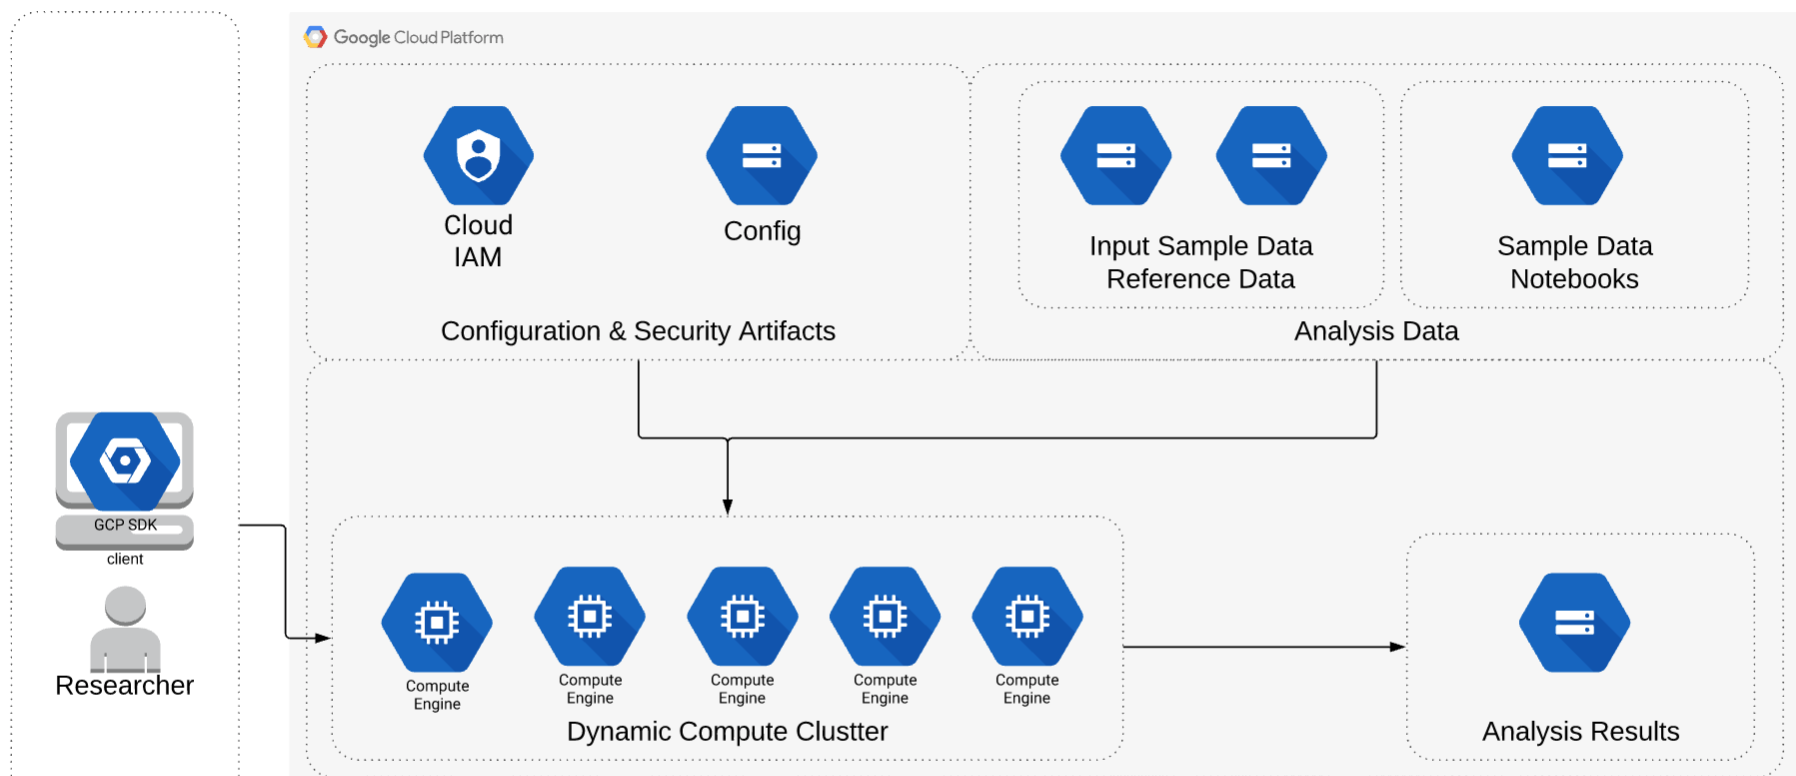 Google Cloud Platform
Cloud
IAM
Config
Configuration & Security Artifacts
Input Sample Data
Reference Data
Sample Data
Notebooks
Analysis Data
GCP SDK
client
Researcher
Compute
Engine
Compute
Engine
Compute
Engine
Compute
Engine
Compute
Engine
Dynamic Compute Clustter
Analysis Results